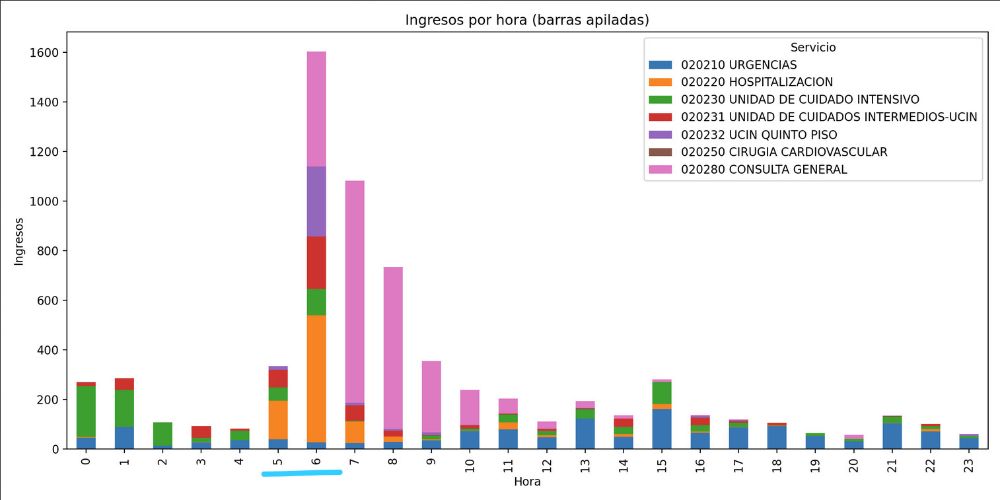 Ingresos por hora (barras apiladas)
Servicio
020210 URGENCIAS
020220 HOSPITALIZACION
020230 UNIDAD DE CUIDADO INTENSIVO
020231 UNIDAD DE CUIDADOS INTERMEDIOS-UCIN
020232 UCIN QUINTO PISO
020250 CIRUGIA CARDIOVASCULAR
020280 CONSULTA GENERAL
Ingresos
1600
1400
1200
1000
800
600
400
200
0
0 1 2 3 4 5 6 7 8 9 10 11 12 13 14 15 16 17 18 19 20 21 22 23
Hora